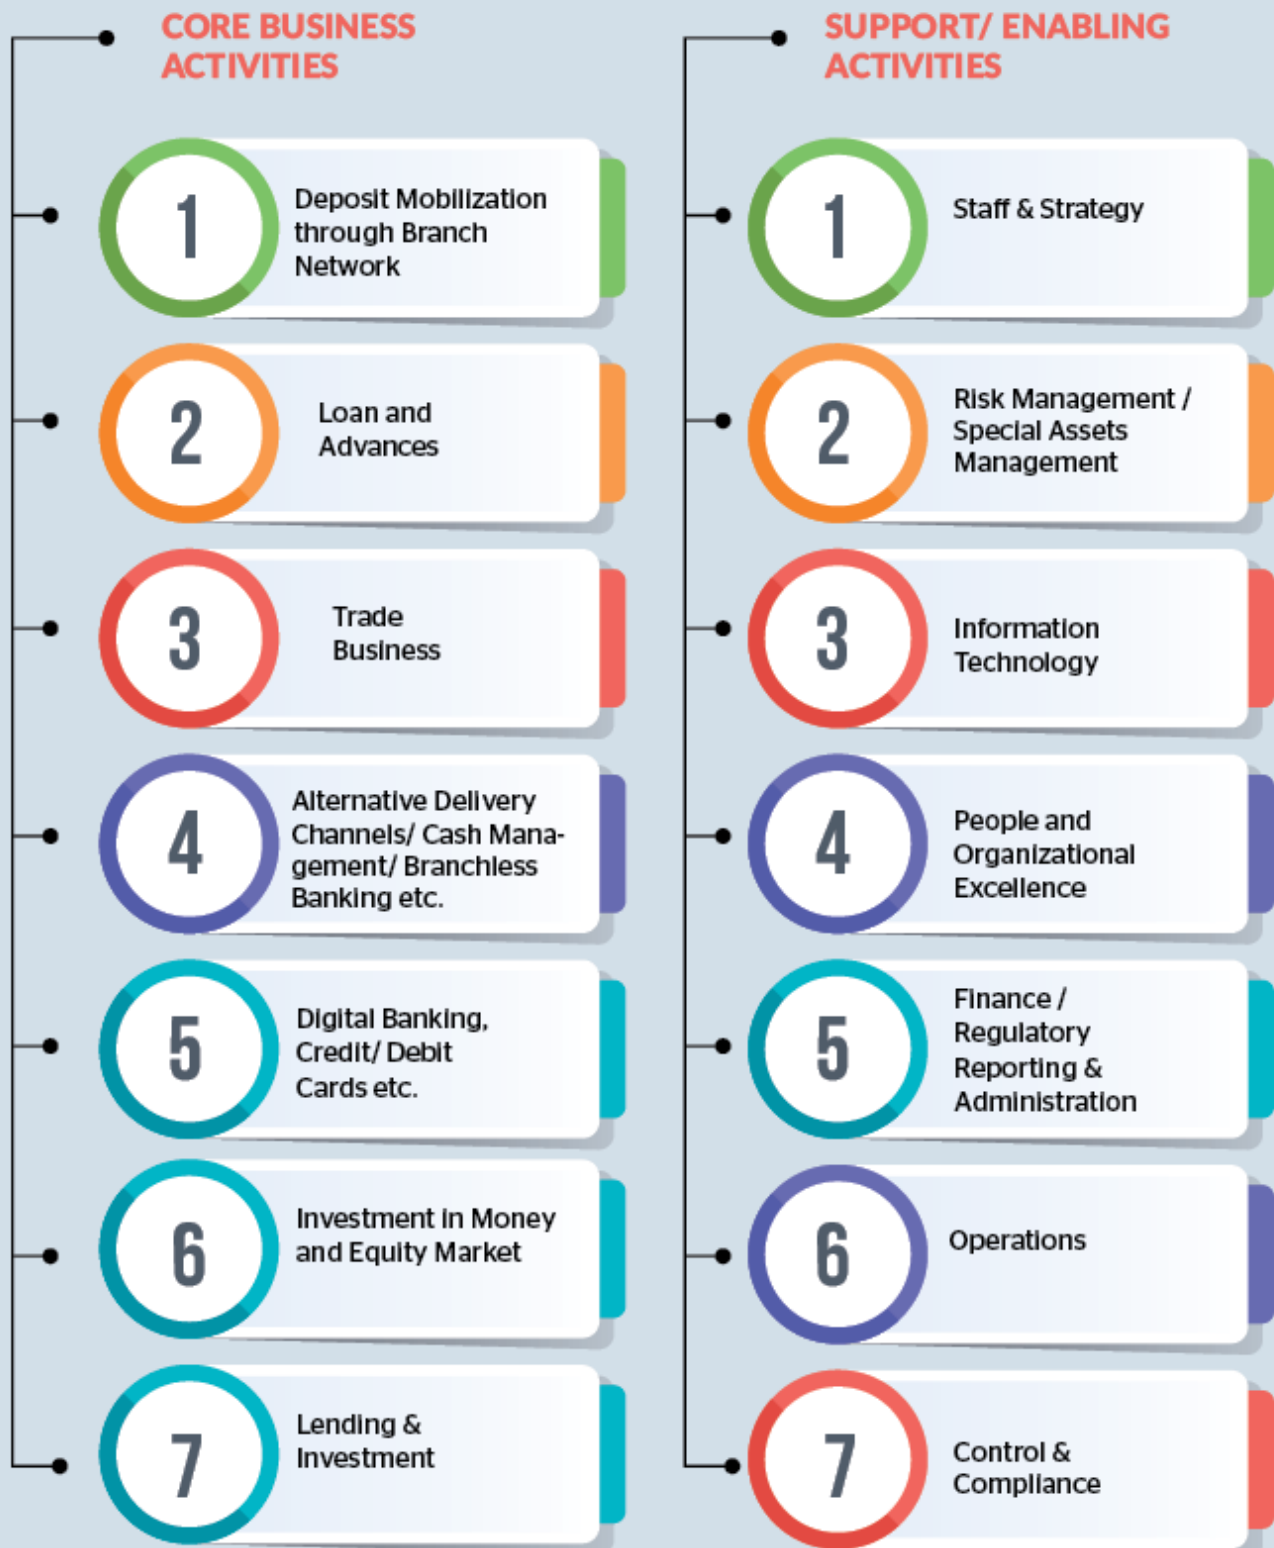 CORE BUSINESS
ACTIVITIES
1
Deposit Mobilization
through Branch
Network
2
Loan and
Advances
3
Trade
Business
4
Alternative Delivery
Channels/ Cash Mana-
gement/ Branchless
Banking etc.
5
Digital Banking,
Credit/ Debit
Cards etc.
6
Investment in Money
and Equity Market
7
Lending &
Investment
SUPPORT/ ENABLING
ACTIVITIES
1
Staff & Strategy
2
Risk Management /
Special Assets
Management
3
Information
Technology
4
People and
Organizational
Excellence
5
Finance /
Regulatory
Reporting &
Administration
6
Operations
7
Control &
Compliance